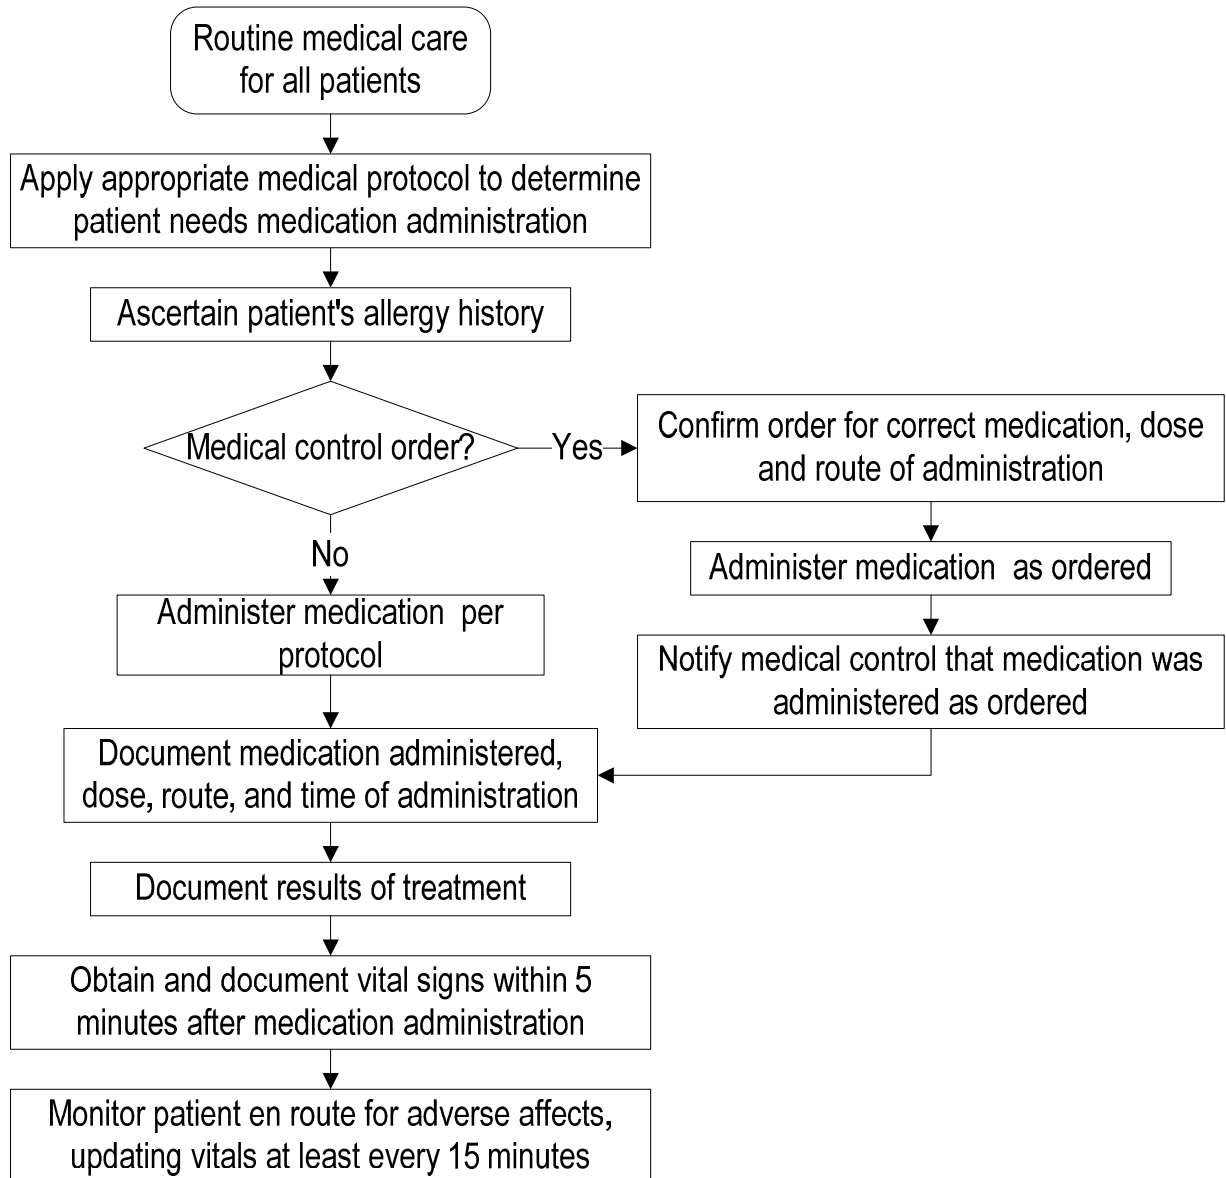 Routine medical care
for all patients
Apply appropriate medical protocol to determine
patient needs medication administration
Ascertain patient's allergy history
Medical control order?
Yes
Confirm order for correct medication, dose
and route of administration
Administer medication as ordered
Notify medical control that medication was
administered as ordered
No
Administer medication per
protocol
Document medication administered,
dose, route, and time of administration
Document results of treatment
Obtain and document vital signs within 5
minutes after medication administration
Monitor patient en route for adverse affects,
updating vitals at least every 15 minutes